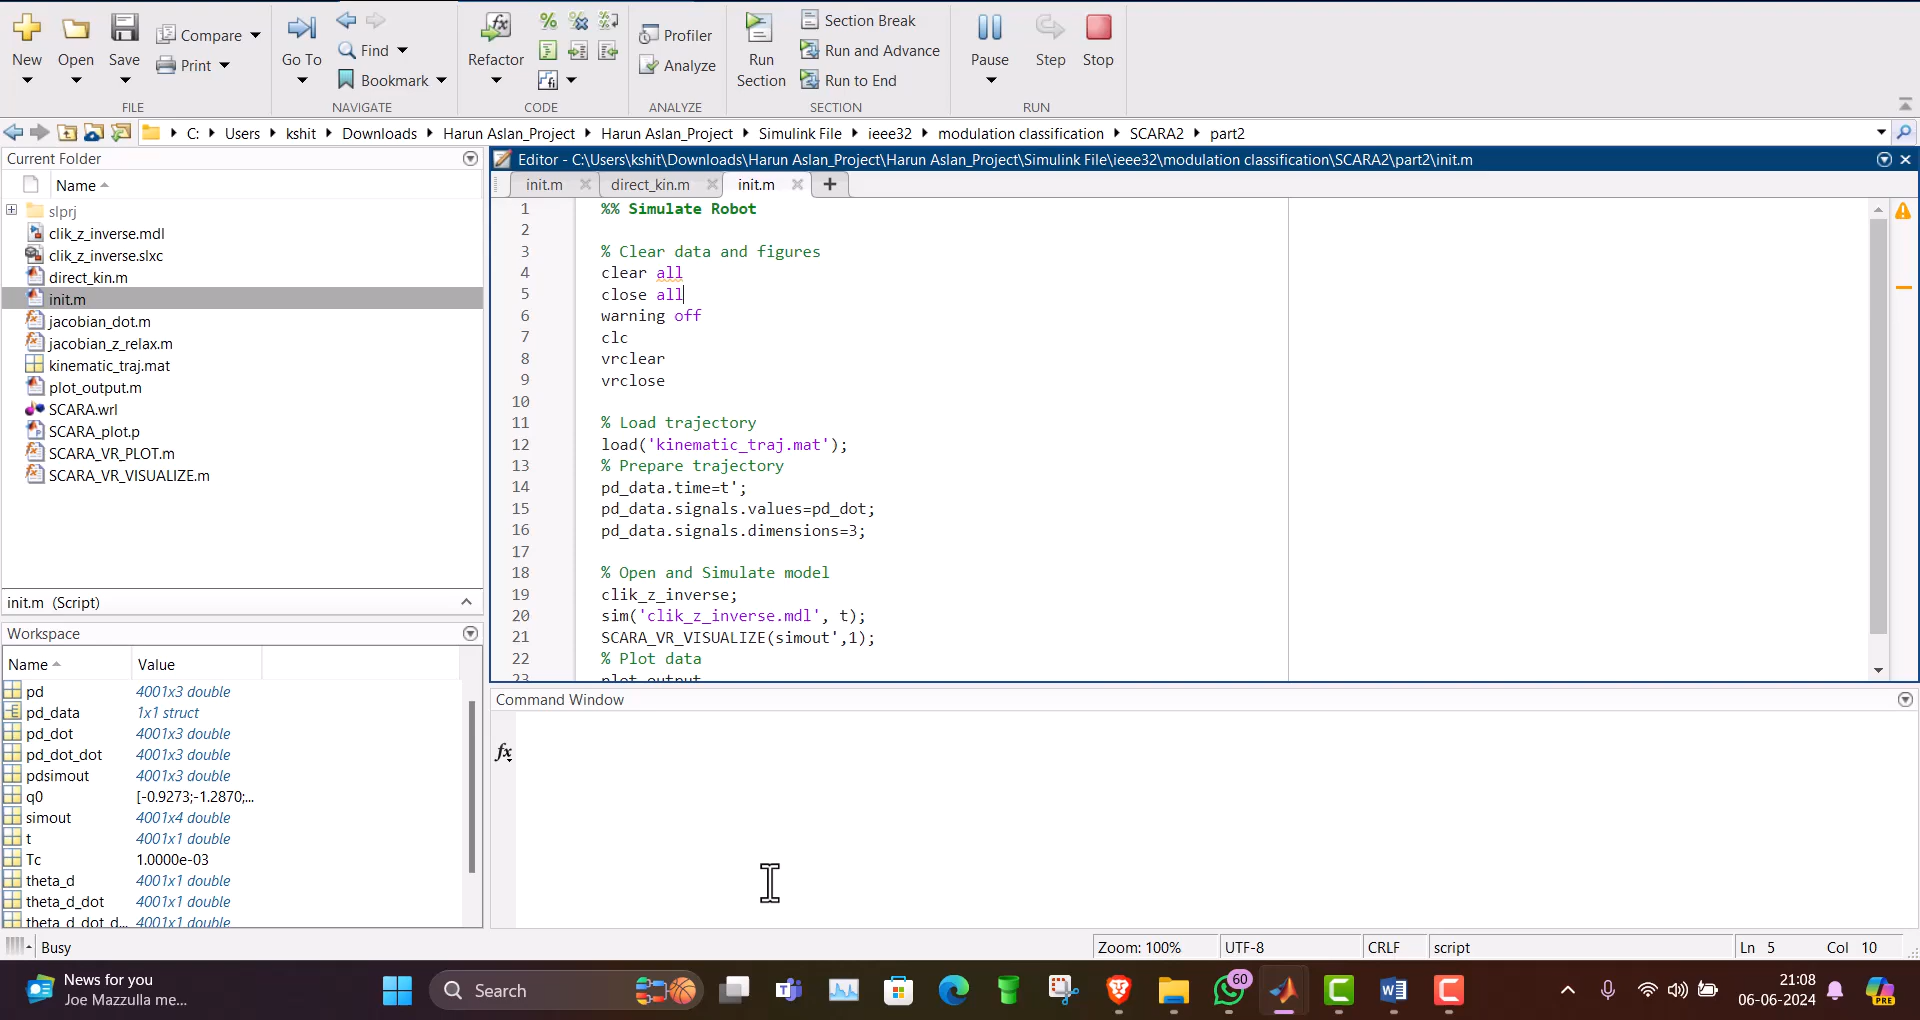 New
Open
Save
Compare
Print
FILE
Go To
Find
Bookmark
NAVIGATE
Refactor
CODE
Profiler
Analyze
ANALYZE
Run
Section
Section Break
Run and Advance
Run to End
SECTION
Pause
Step
Stop
RUN
C: Users kshit Downloads Harun Aslan_Project Harun Aslan_Project Simulink File ieee32 modulation classification SCARA2 part2
Current Folder
Name
slprj
clik_z_inverse.mdl
clik_z_inverse.slxc
direct_kin.m
init.m
jacobian_dot.m
jacobian_z_relax.m
kinematic_traj.mat
plot_output.m
SCARA.wrl
SCARA_plot.p
SCARA_VR_PLOT.m
SCARA_VR_VISUALIZE.m
init.m (Script)
Workspace
Name Value
pd 4001x3 double
pd_data 1x1 struct
pd_dot 4001x3 double
pd_dot_dot 4001x3 double
pdsimout 4001x3 double
q0 [-0.9273;-1.2870;...
simout 4001x4 double
t 4001x1 double
Tc 1.0000e-03
theta_d 4001x1 double
theta_d_dot 4001x1 double
theta_d_dot_d... 4001x1 double
Editor - C:\Users\kshit\Downloads\Harun Aslan_Project\Harun Aslan_Project\Simulink File\ieee32\modulation classification\SCARA2\part2\init.m
init.m direct_kin.m init.m
1 %% Simulate Robot
2
3 % Clear data and figures
4 clear all
5 close all
6 warning off
7 clc
8 vrclear
9 vrclose
10
11 % Load trajectory
12 load('kinematic_traj.mat');
13 % Prepare trajectory
14 pd_data.time=t';
15 pd_data.signals.values=pd_dot;
16 pd_data.signals.dimensions=3;
17
18 % Open and Simulate model
19 clik_z_inverse;
20 sim('clik_z_inverse.mdl', t);
21 SCARA_VR_VISUALIZE(simout',1);
22 % Plot data
23 plot_output
Command Window
fx
Busy
Zoom: 100% UTF-8 CRLF script Ln 5 Col 10
News for you
Joe Mazzulla me...
Search
60
21:08
06-06-2024
PRE